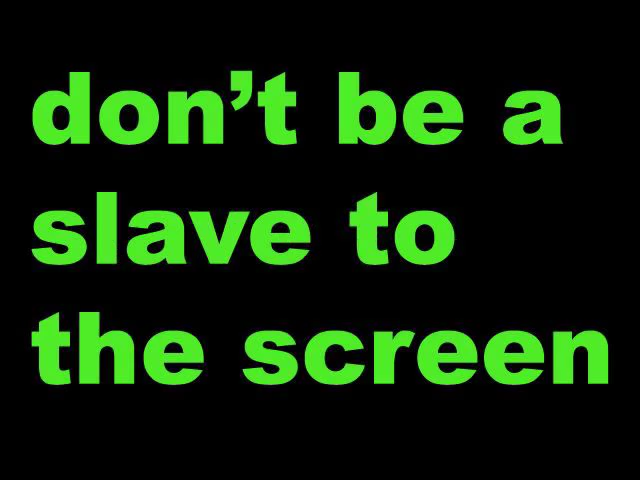 don’t be a
slave to
the screen